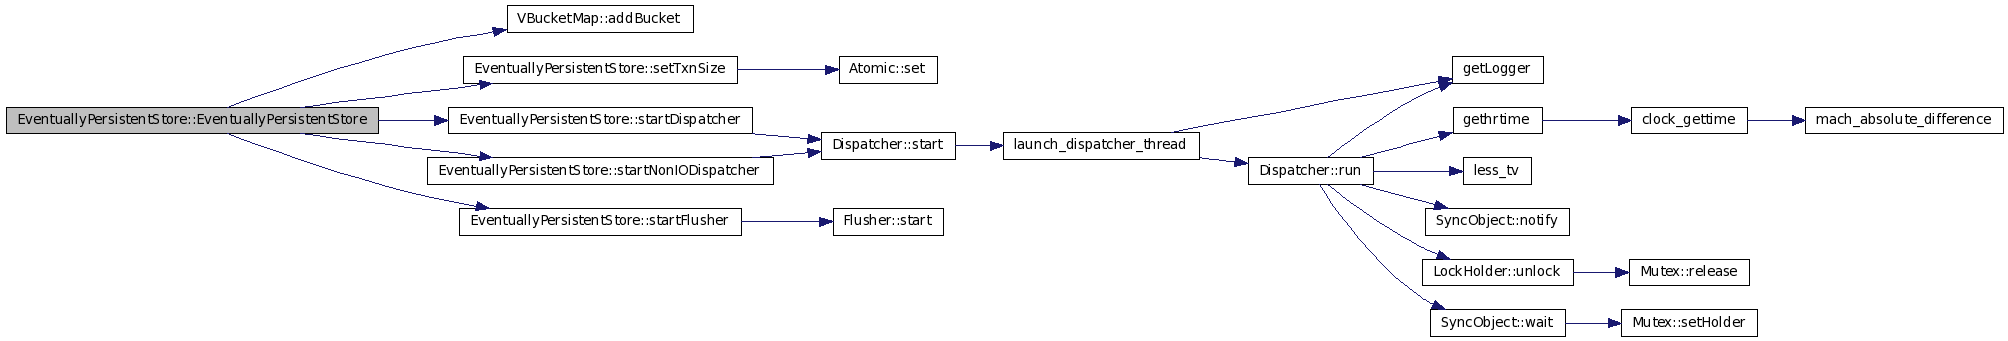 VBucketMap::addBucket
EventuallyPersistentStore::setTxnSize
Atomic::set
getLogger
EventuallyPersistentStore::EventuallyPersistentStore
EventuallyPersistentStore::startDispatcher
gethrtime
clock_gettime
mach_absolute_difference
Dispatcher::start
launch_dispatcher_thread
EventuallyPersistentStore::startNonIODispatcher
Dispatcher::run
less_tv
EventuallyPersistentStore::startFlusher
Flusher::start
SyncObject::notify
LockHolder::unlock
Mutex::release
SyncObject::wait
Mutex::setHolder